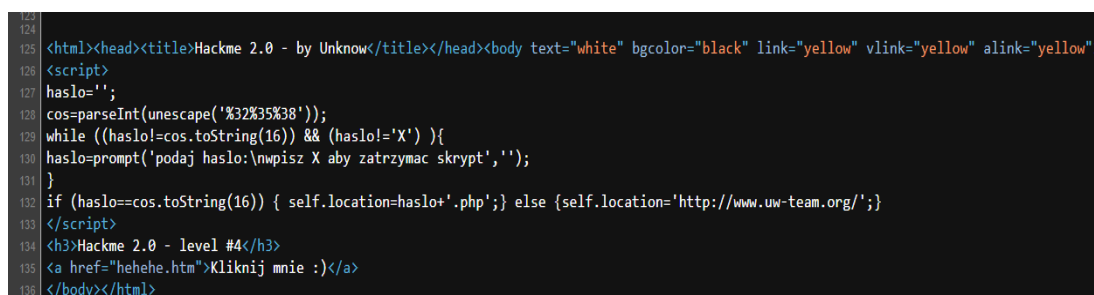 123
124
125 <html><head><title>Hackme 2.0 - by Unknow</title></head><body text="white" bgcolor="black" link="yellow" vlink="yellow" alink="yellow"
126 <script>
127 haslo='';
128 cos=parseInt(unescape('%32%35%38'));
129 while ((haslo!=cos.toString(16)) && (haslo!='X') ){
130 haslo=prompt('podaj haslo:\nwpisz X aby zatrzymac skrypt','');
131 }
132 if (haslo==cos.toString(16)) { self.location=haslo+'.php';} else {self.location='http://www.uw-team.org/';}
133 </script>
134 <h3>Hackme 2.0 - level #4</h3>
135 <a href="hehehe.htm">Kliknij mnie :)</a>
136 </body></html>